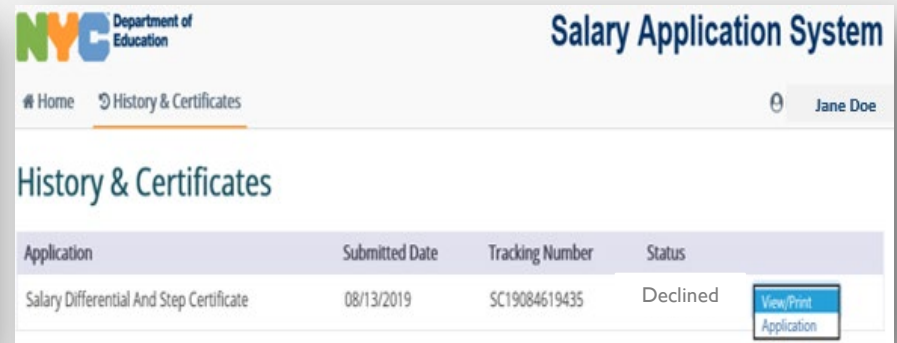 NYC Department of
Education
Salary Application System
Home History & Certificates Jane Doe
History & Certificates
Application Submitted Date Tracking Number Status
Salary Differential And Step Certificate 08/13/2019 SC19084619435 Declined View/Print
Application